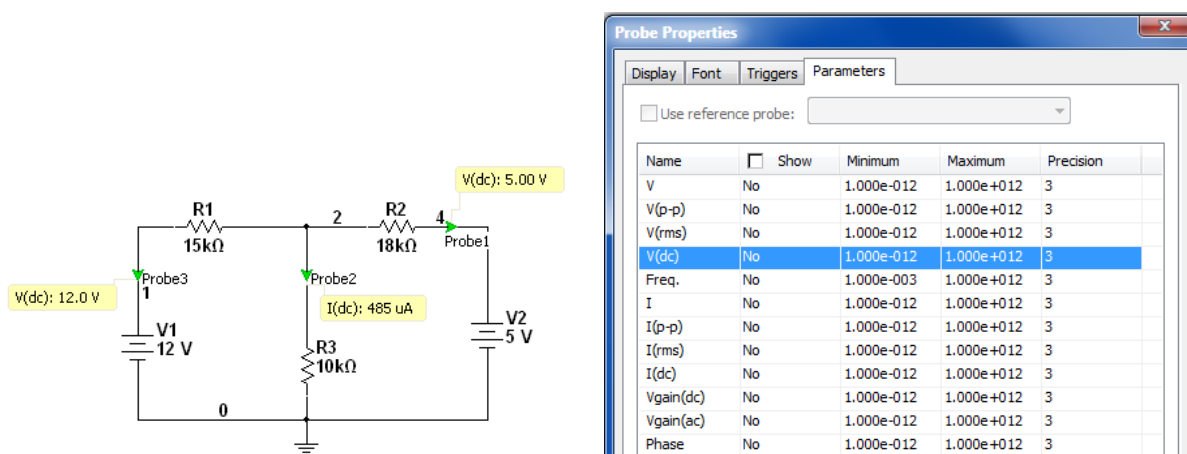 V(dc): 5.00 V
R1
2
R2
4
15kΩ
18kΩ
Probe1
Probe3
Probe2
V(dc): 12.0 V
1
I(dc): 485 uA
V1
12 V
V2
5 V
R3
10kΩ
0
Probe Properties
Display Font Triggers Parameters
Use reference probe:
Name Show Minimum Maximum Precision
V No 1.000e-012 1.000e+012 3
V(p-p) No 1.000e-012 1.000e+012 3
V(rms) No 1.000e-012 1.000e+012 3
V(dc) No 1.000e-012 1.000e+012 3
Freq. No 1.000e-003 1.000e+012 3
I No 1.000e-012 1.000e+012 3
I(p-p) No 1.000e-012 1.000e+012 3
I(rms) No 1.000e-012 1.000e+012 3
I(dc) No 1.000e-012 1.000e+012 3
Vgain(dc) No 1.000e-012 1.000e+012 3
Vgain(ac) No 1.000e-012 1.000e+012 3
Phase No 1.000e-012 1.000e+012 3